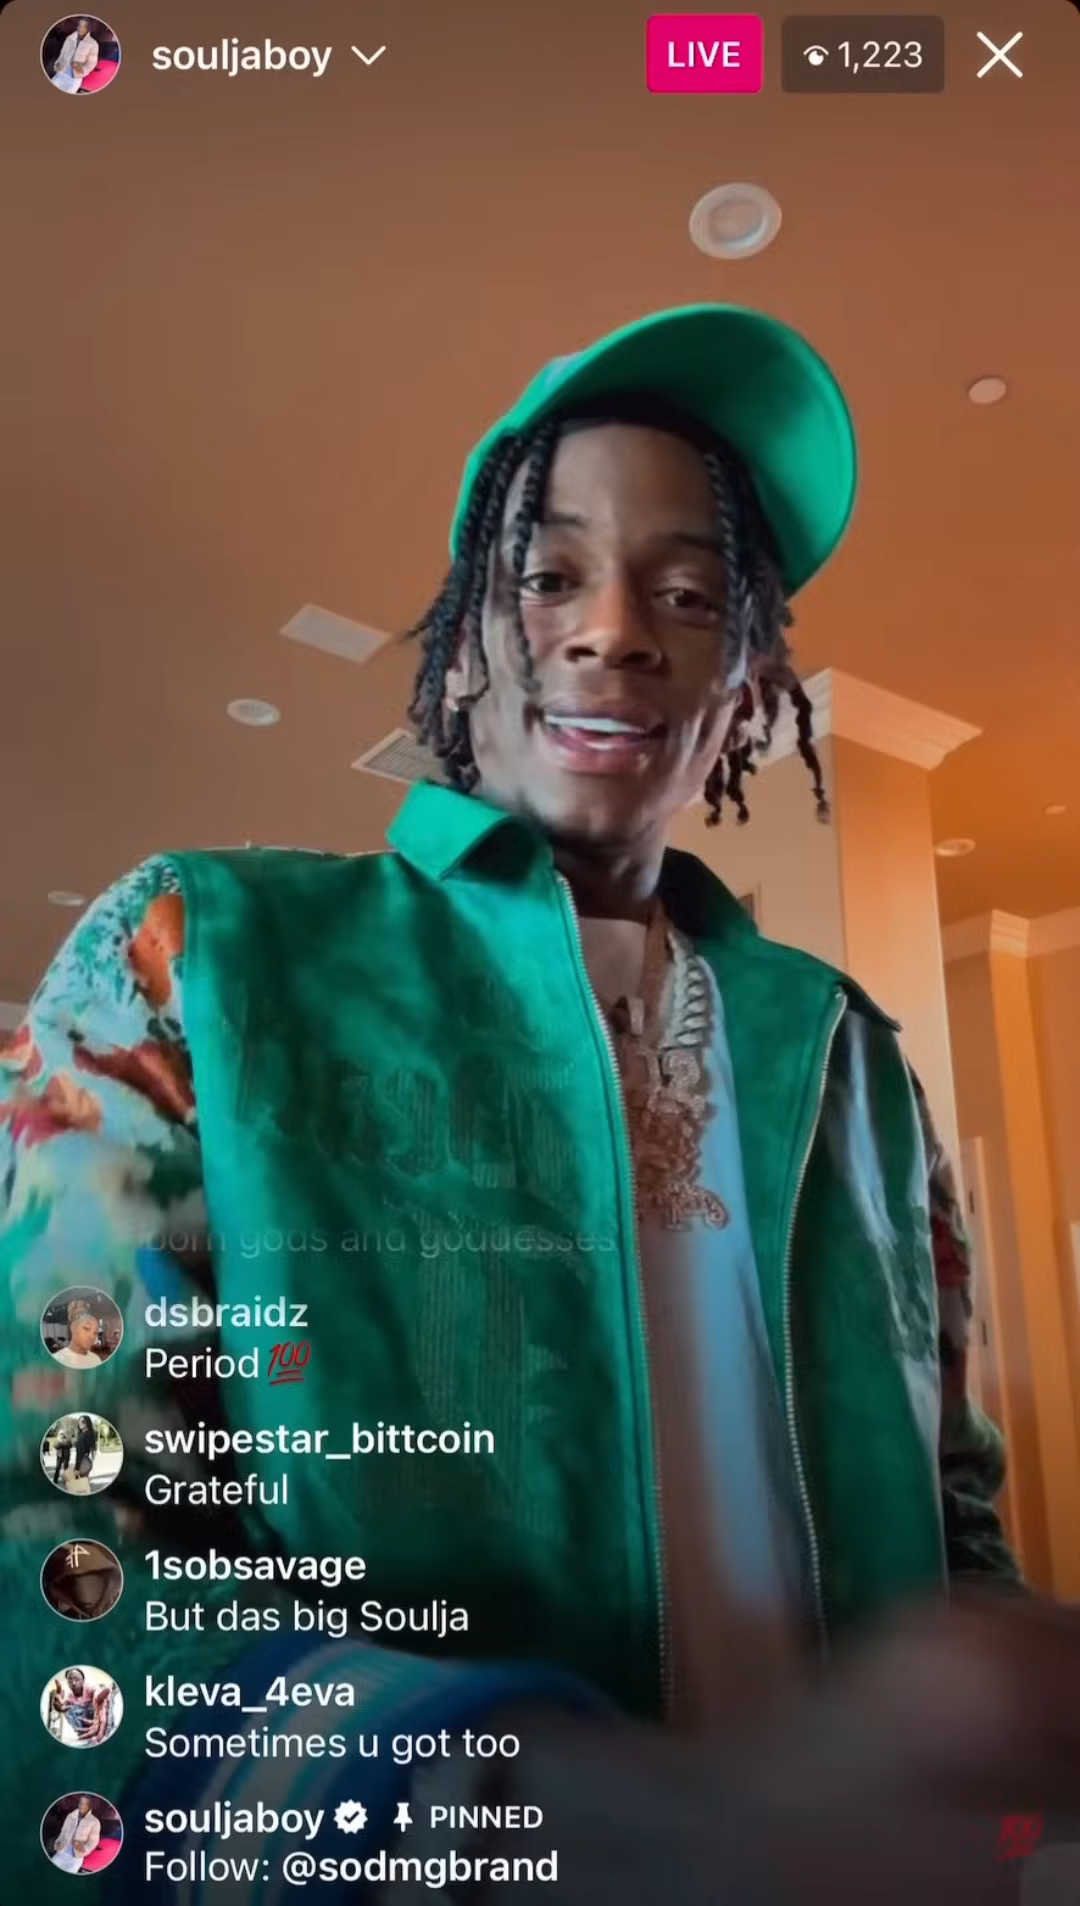 souljaboy
LIVE
1,223
born gods and goddesses
dsbraidz
Period 💯
swipestar_bittcoin
Grateful
1sobsavage
But das big Soulja
kleva_4eva
Sometimes u got too
souljaboy PINNED
Follow: @sodmgbrand